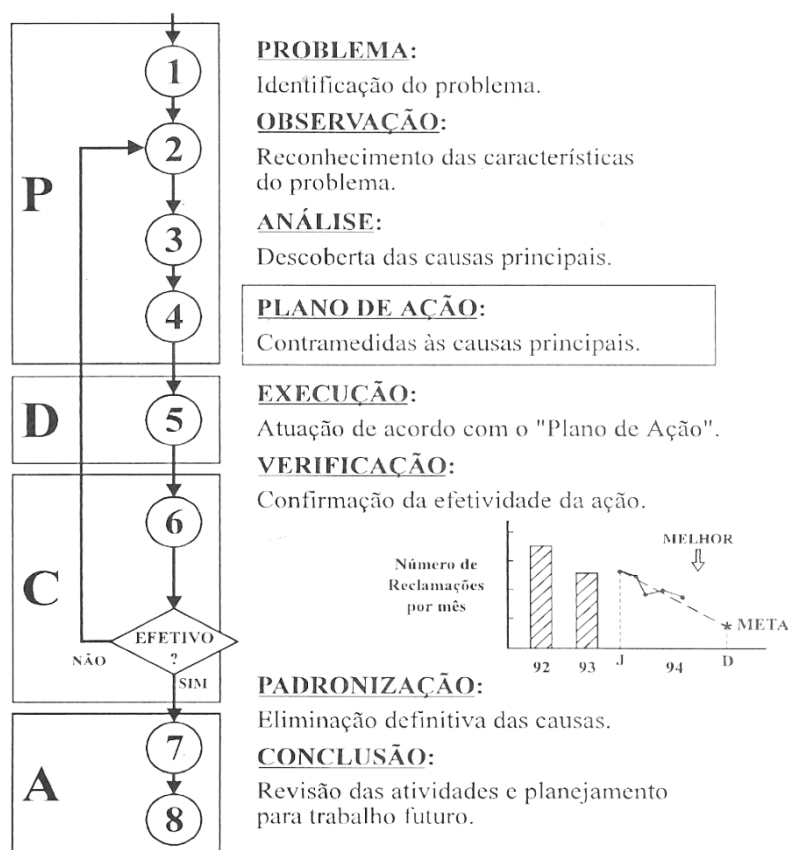 P
1
PROBLEMA:
Identificação do problema.
2
OBSERVAÇÃO:
Reconhecimento das características
do problema.
3
ANÁLISE:
Descoberta das causas principais.
4
PLANO DE AÇÃO:
Contramedidas às causas principais.
D
5
EXECUÇÃO:
Atuação de acordo com o "Plano de Ação".
C
6
VERIFICAÇÃO:
Confirmação da efetividade da ação.
Número de
Reclamações
por mês
MELHOR
META
92
93
J
94
D
EFETIVO
?
NÃO
SIM
A
7
PADRONIZAÇÃO:
Eliminação definitiva das causas.
8
CONCLUSÃO:
Revisão das atividades e planejamento
para trabalho futuro.